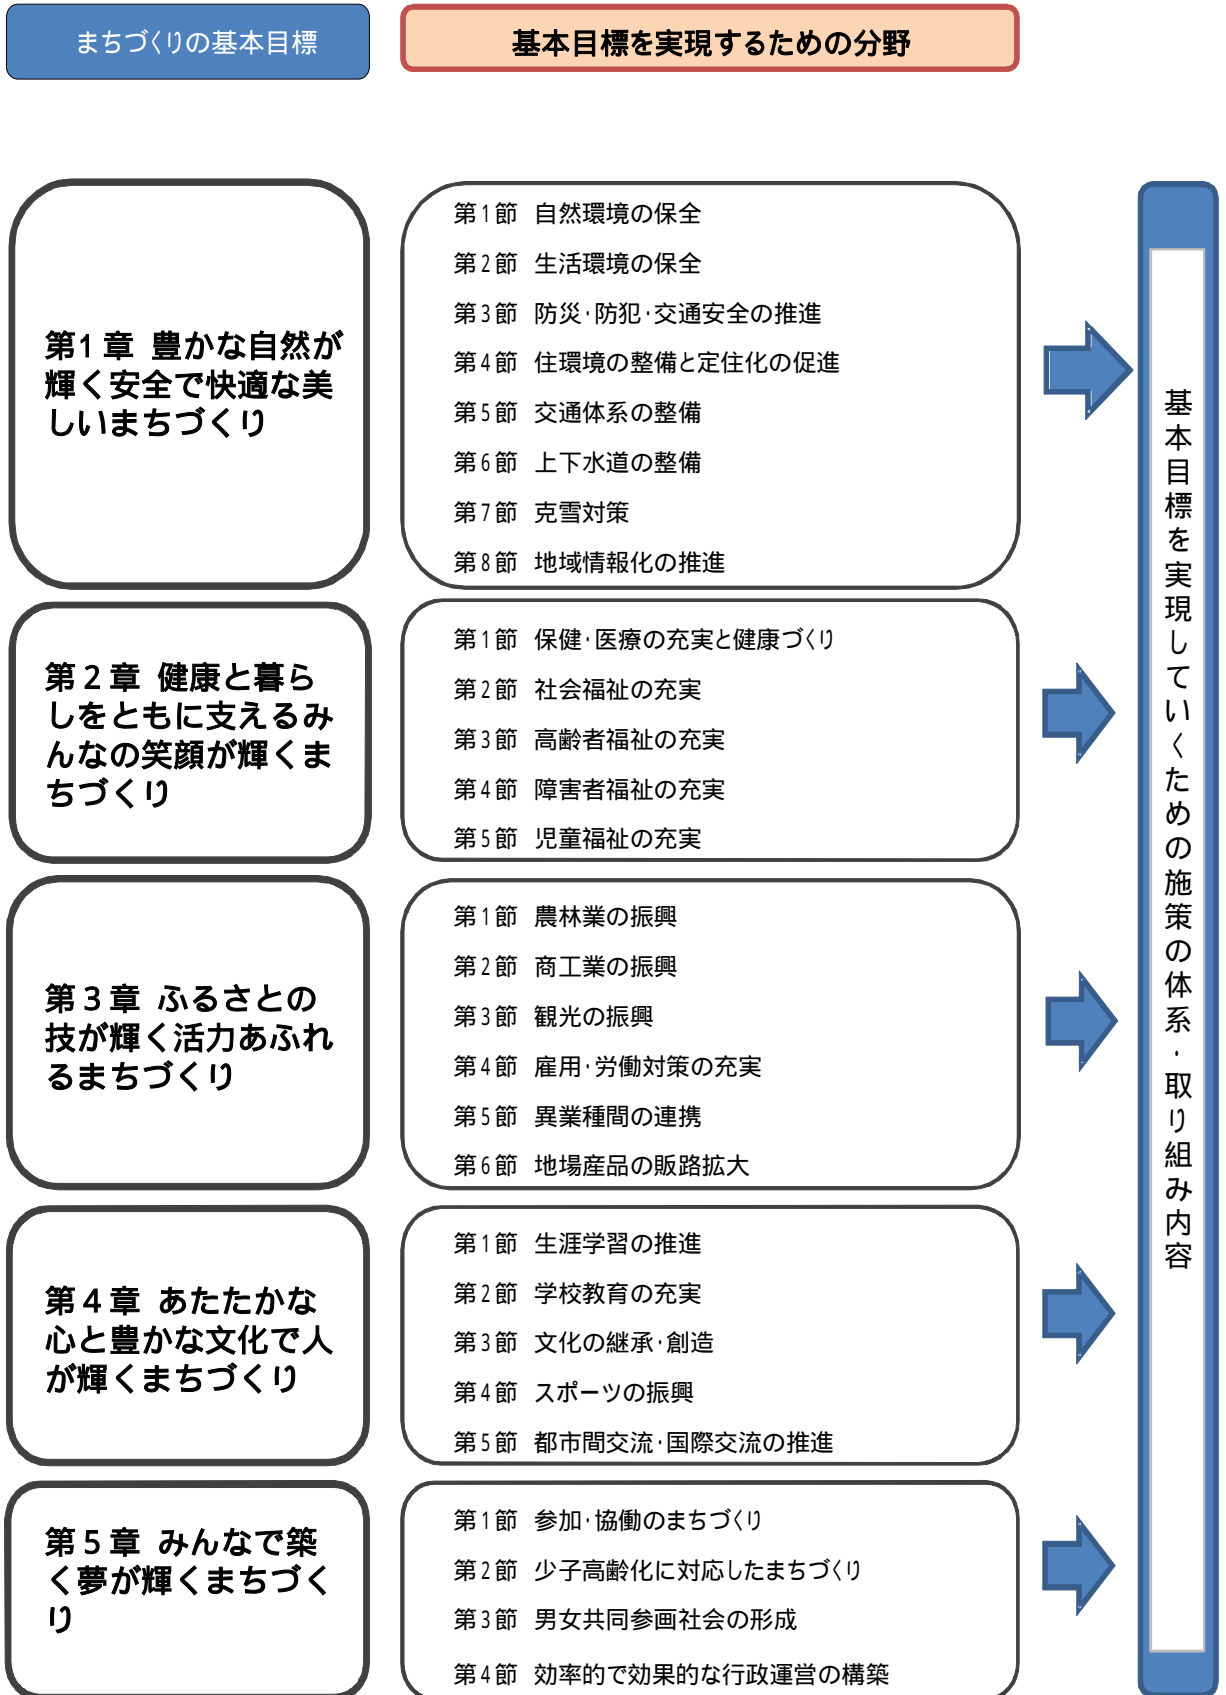 まちづくりの基本目標
基本目標を実現するための分野
第1章 豊かな自然が
輝く安全で快適な美
しいまちづくり
第1節 自然環境の保全
第2節 生活環境の保全
第3節 防災・防犯・交通安全の推進
第4節 住環境の整備と定住化の促進
第5節 交通体系の整備
第6節 上下水道の整備
第7節 克雪対策
第8節 地域情報化の推進
第2章 健康と暮ら
しをともに支えるみ
んなの笑顔が輝くま
ちづくり
第1節 保健・医療の充実と健康づくり
第2節 社会福祉の充実
第3節 高齢者福祉の充実
第4節 障害者福祉の充実
第5節 児童福祉の充実
第3章 ふるさとの
技が輝く活力あふれ
るまちづくり
第1節 農林業の振興
第2節 商工業の振興
第3節 観光の振興
第4節 雇用・労働対策の充実
第5節 異業種間の連携
第6節 地場産品の販路拡大
第4章 あたたかな
心と豊かな文化で人
が輝くまちづくり
第1節 生涯学習の推進
第2節 学校教育の充実
第3節 文化の継承・創造
第4節 スポーツの振興
第5節 都市間交流・国際交流の推進
第5章 みんなで築
く夢が輝くまちづく
り
第1節 参加・協働のまちづくり
第2節 少子高齢化に対応したまちづくり
第3節 男女共同参画社会の形成
第4節 効率的で効果的な行政運営の構築
基本目標を実現していくための施策の体系・取り組み内容